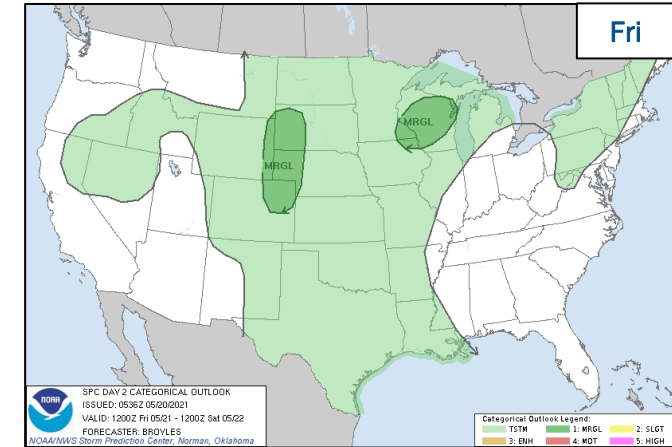 Fri
MRGL
MRGL
NOAA
SPC DAY 2 CATEGORICAL OUTLOOK
ISSUED: 0536Z 05/20/2021
VALID: 1200Z Fri 05/21 - 1200Z Sat 05/22
FORECASTER: BROYLES
NOAA/NWS Storm Prediction Center, Norman, Oklahoma
Categorical Outlook Legend:
TSTM 1: MRGL 2: SLGT
3: ENH 4: MDT 5: HIGH